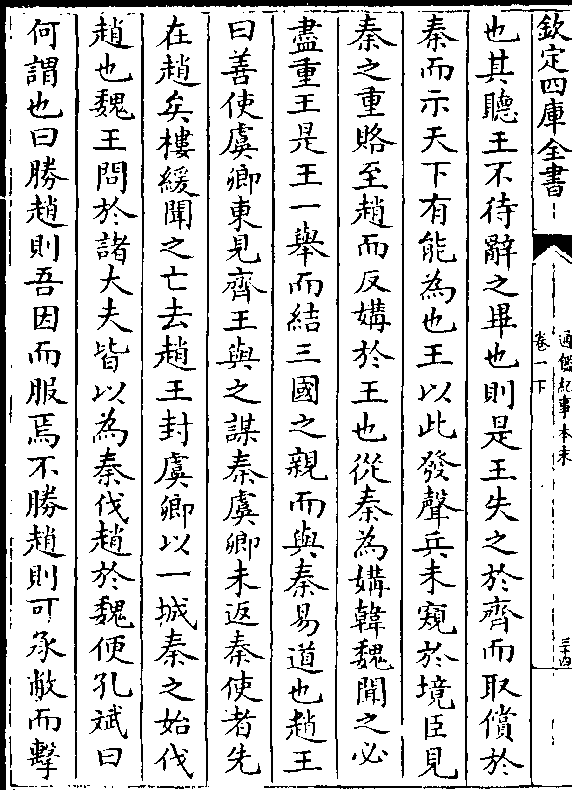 欽定四庫全書
通鑑紀事本末
卷一下
三十四
也其聽王不待辭之畢也則是王失之於齊而取償於
秦而示天下有能為也王以此發聲兵未窺於境臣見
秦之重賂至趙而反媾於王也從秦為媾韓魏聞之必
盡重王是王一舉而結三國之親而與秦易道也趙王
曰善使虞卿東見齊王與之謀秦虞卿未返秦使者先
在趙矣樓緩聞之亡去趙王封虞卿以一城秦之始伐
趙也魏王問於諸大夫皆以為秦伐趙於魏便孔斌曰
何謂也曰勝趙則吾因而服焉不勝趙則可承敝而擊